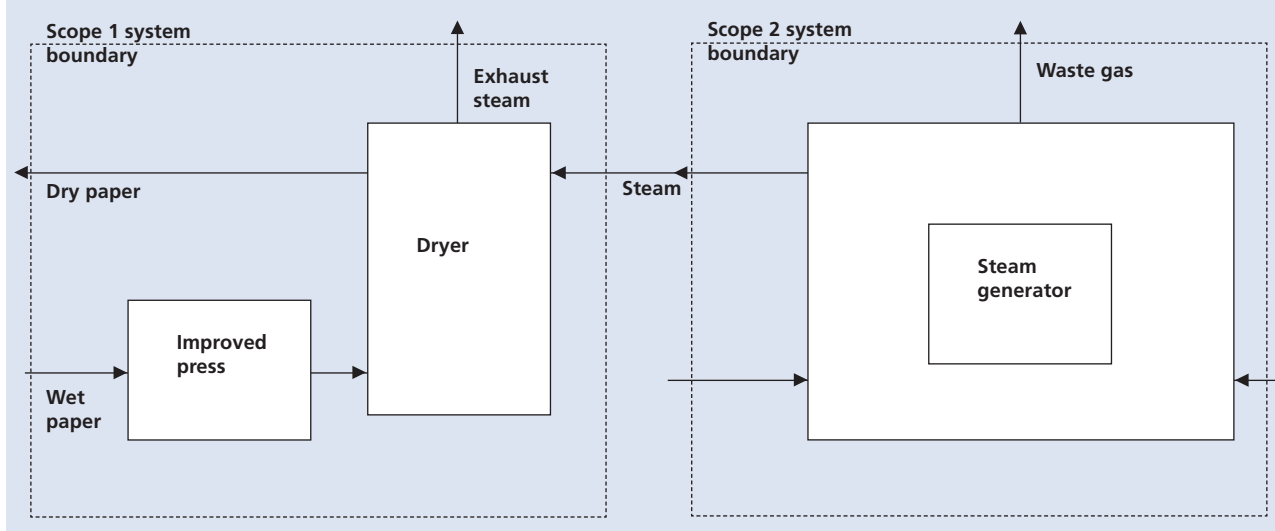 Scope 1 system
boundary
Exhaust
steam
Dry paper
Dryer
Improved
press
Wet
paper
Steam
Scope 2 system
boundary
Waste gas
Steam
generator